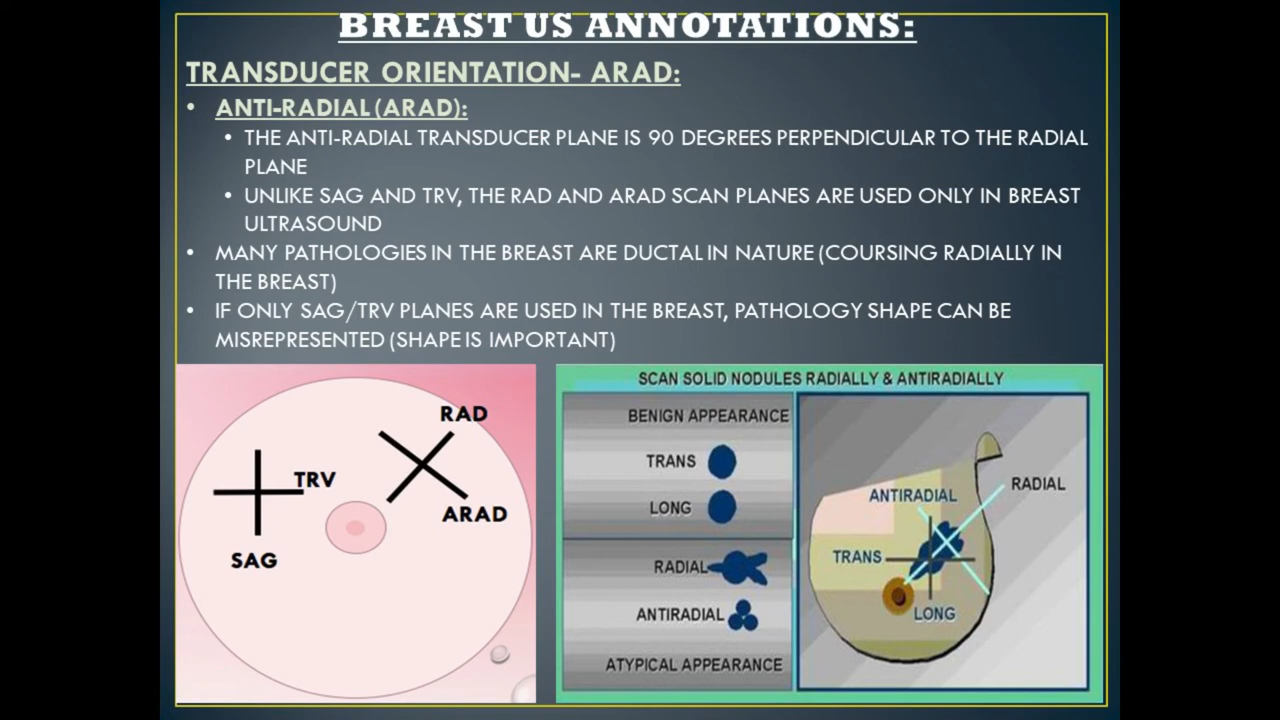 BREAST US ANNOTATIONS:
TRANSDUCER ORIENTATION- ARAD:
• ANTI-RADIAL (ARAD):
• THE ANTI-RADIAL TRANSDUCER PLANE IS 90 DEGREES PERPENDICULAR TO THE RADIAL
PLANE
• UNLIKE SAG AND TRV, THE RAD AND ARAD SCAN PLANES ARE USED ONLY IN BREAST
ULTRASOUND
• MANY PATHOLOGIES IN THE BREAST ARE DUCTAL IN NATURE (COURSING RADIALLY IN
THE BREAST)
• IF ONLY SAG/TRV PLANES ARE USED IN THE BREAST, PATHOLOGY SHAPE CAN BE
MISREPRESENTED (SHAPE IS IMPORTANT)
RAD
TRV
ARAD
SAG
SCAN SOLID NODULES RADIALLY & ANTIRADIALLY
BENIGN APPEARANCE
TRANS
LONG
RADIAL
ANTIRADIAL
ATYPICAL APPEARANCE
RADIAL
ANTIRADIAL
TRANS
LONG